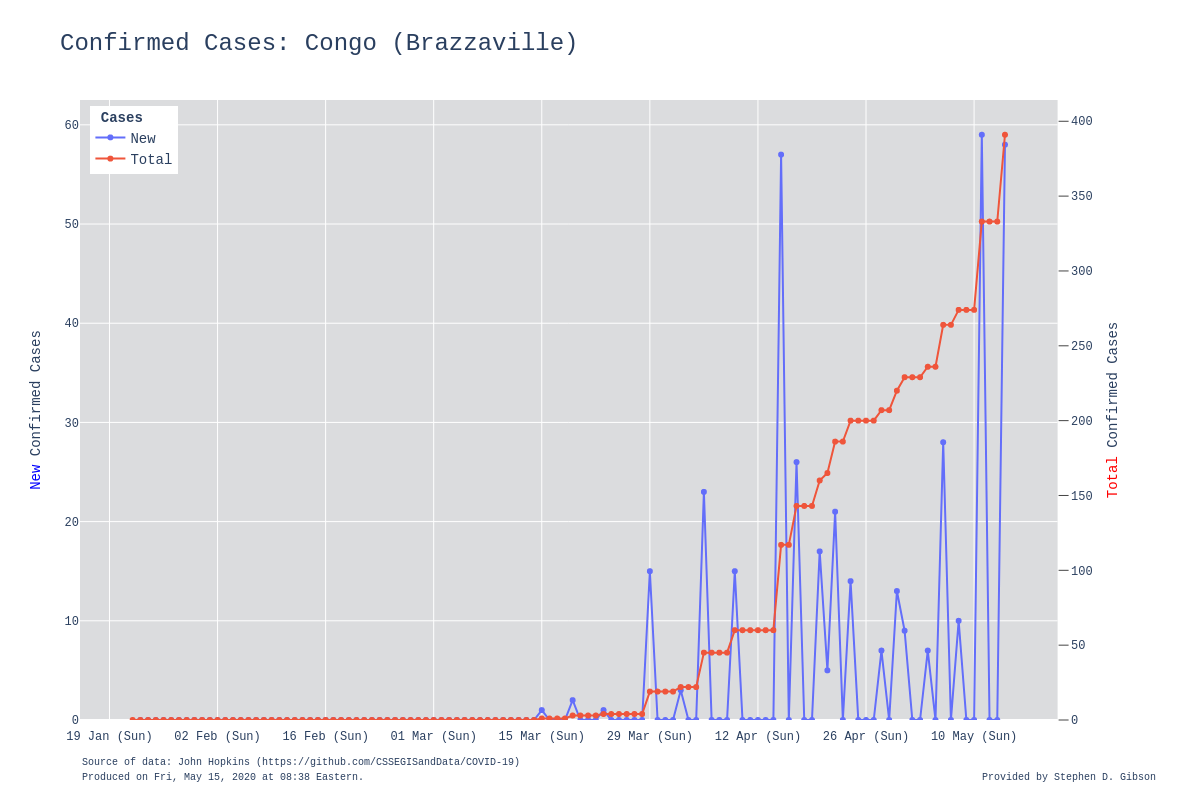 Confirmed Cases: Congo (Brazzaville)
Cases
New
Total
60
50
40
30
20
10
0
400
350
300
250
200
150
100
50
0
New Confirmed Cases
Total Confirmed Cases
19 Jan (Sun) 02 Feb (Sun) 16 Feb (Sun) 01 Mar (Sun) 15 Mar (Sun) 29 Mar (Sun) 12 Apr (Sun) 26 Apr (Sun) 10 May (Sun)
Source of data: John Hopkins (https://github.com/CSSEGISandData/COVID-19)
Produced on Fri, May 15, 2020 at 08:38 Eastern.
Provided by Stephen D. Gibson